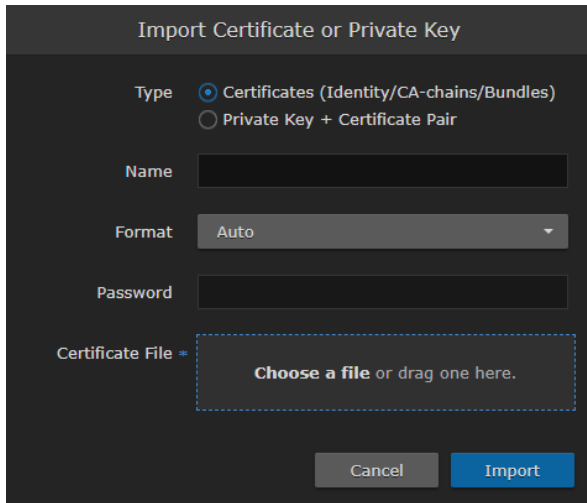 Import Certificate or Private Key
Type
Certificates (Identity/CA-chains/Bundles)
Private Key + Certificate Pair
Name
Format
Auto
Password
Certificate File *
Choose a file or drag one here.
Cancel
Import